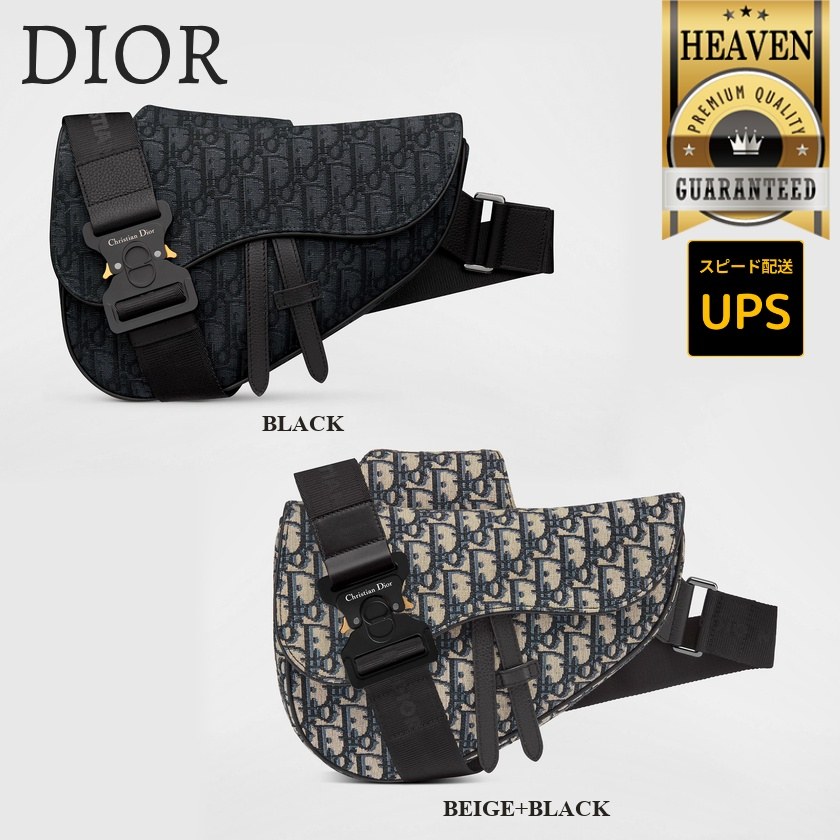 DIOR
HEAVEN
PREMIUM QUALITY
GUARANTEED
スピード配送
UPS
Christian Dior
BLACK
Christian Dior
BEIGE+BLACK